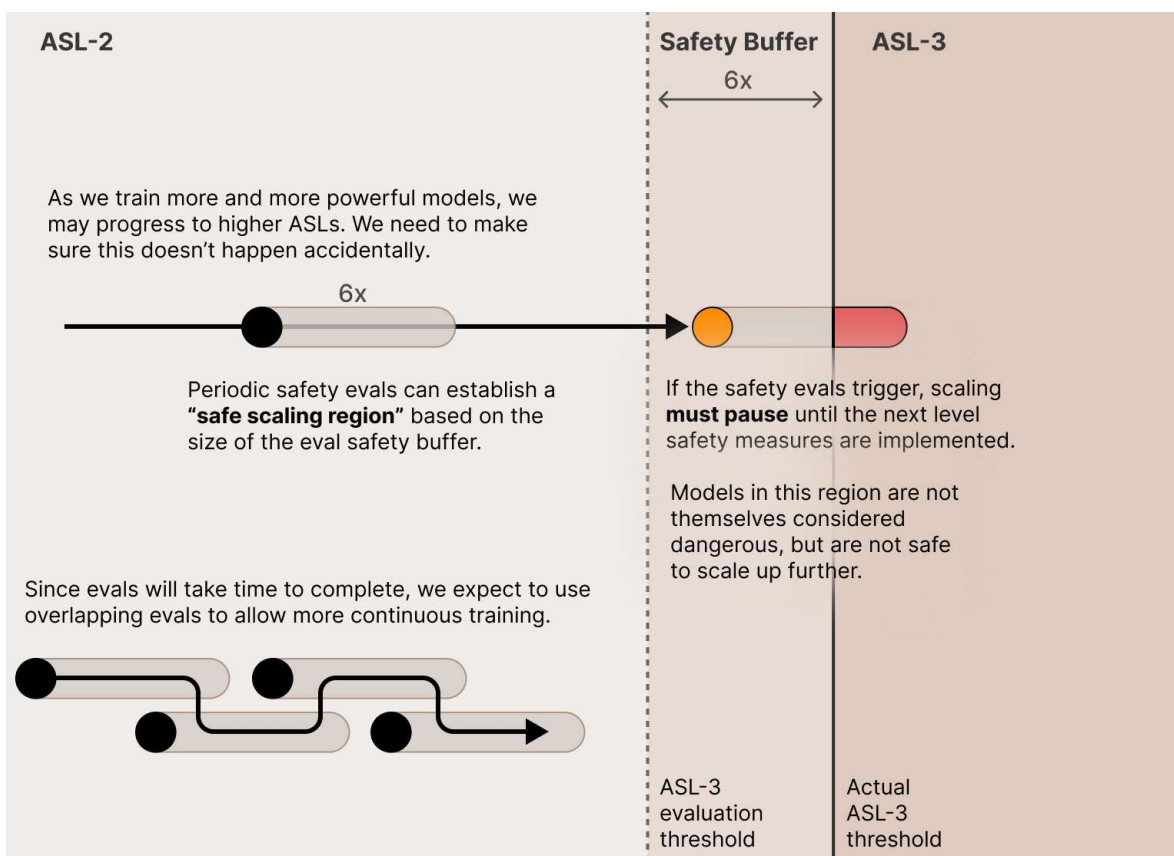 ASL-2
Safety Buffer
ASL-3
6x
As we train more and more powerful models, we
may progress to higher ASLs. We need to make
sure this doesn’t happen accidentally.
6x
Periodic safety evals can establish a
“safe scaling region” based on the
size of the eval safety buffer.
If the safety evals trigger, scaling
must pause until the next level
safety measures are implemented.
Models in this region are not
themselves considered
dangerous, but are not safe
to scale up further.
Since evals will take time to complete, we expect to use
overlapping evals to allow more continuous training.
ASL-3
evaluation
threshold
Actual
ASL-3
threshold